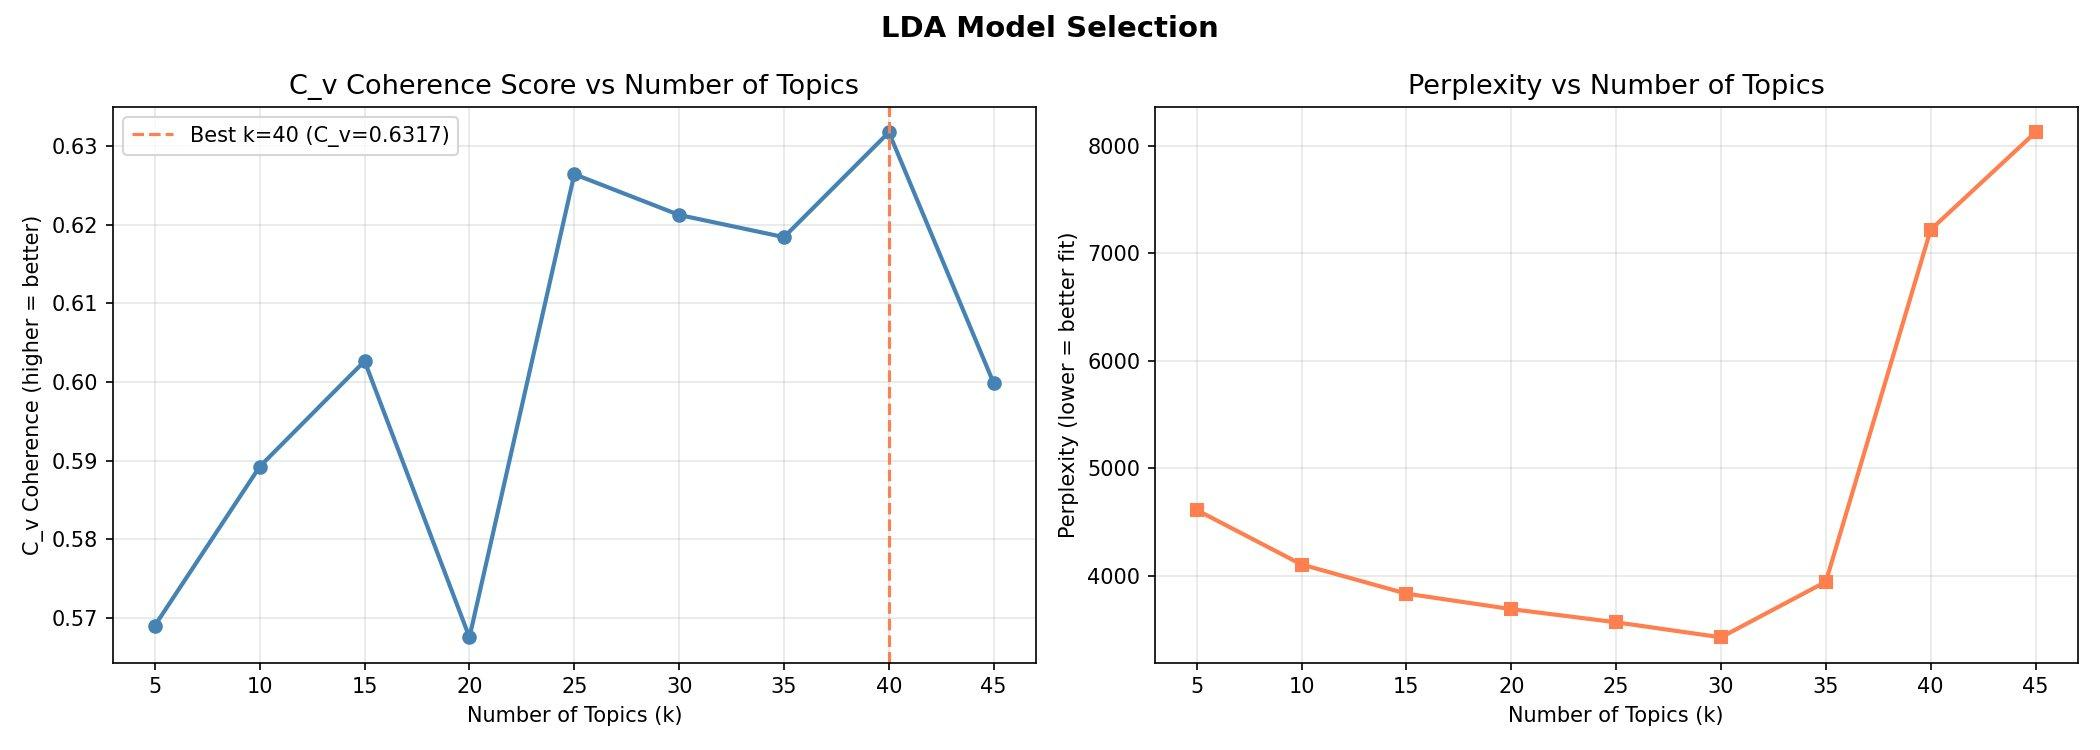 LDA Model Selection
C_v Coherence Score vs Number of Topics
C_v Coherence (higher = better)
0.63
0.62
0.61
0.60
0.59
0.58
0.57
Best k=40 (C_v=0.6317)
5 10 15 20 25 30 35 40 45
Number of Topics (k)
Perplexity vs Number of Topics
Perplexity (lower = better fit)
8000
7000
6000
5000
4000
5 10 15 20 25 30 35 40 45
Number of Topics (k)